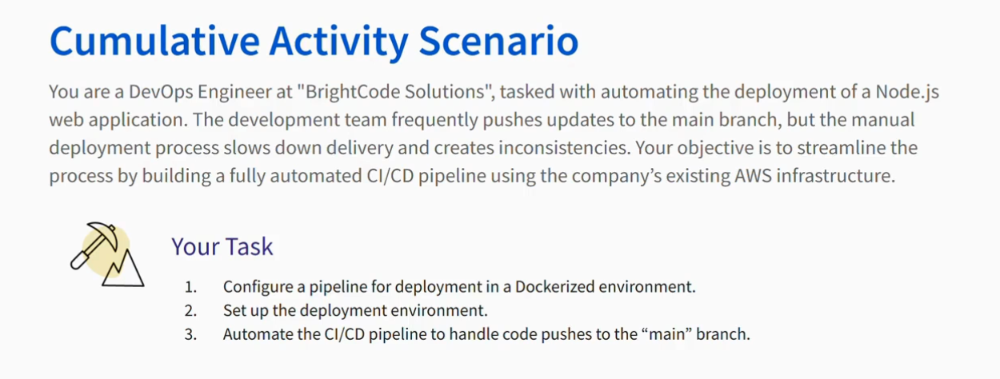 Cumulative Activity Scenario
You are a DevOps Engineer at "BrightCode Solutions", tasked with automating the deployment of a Node.js
web application. The development team frequently pushes updates to the main branch, but the manual
deployment process slows down delivery and creates inconsistencies. Your objective is to streamline the
process by building a fully automated CI/CD pipeline using the company’s existing AWS infrastructure.
Your Task
1. Configure a pipeline for deployment in a Dockerized environment.
2. Set up the deployment environment.
3. Automate the CI/CD pipeline to handle code pushes to the “main” branch.